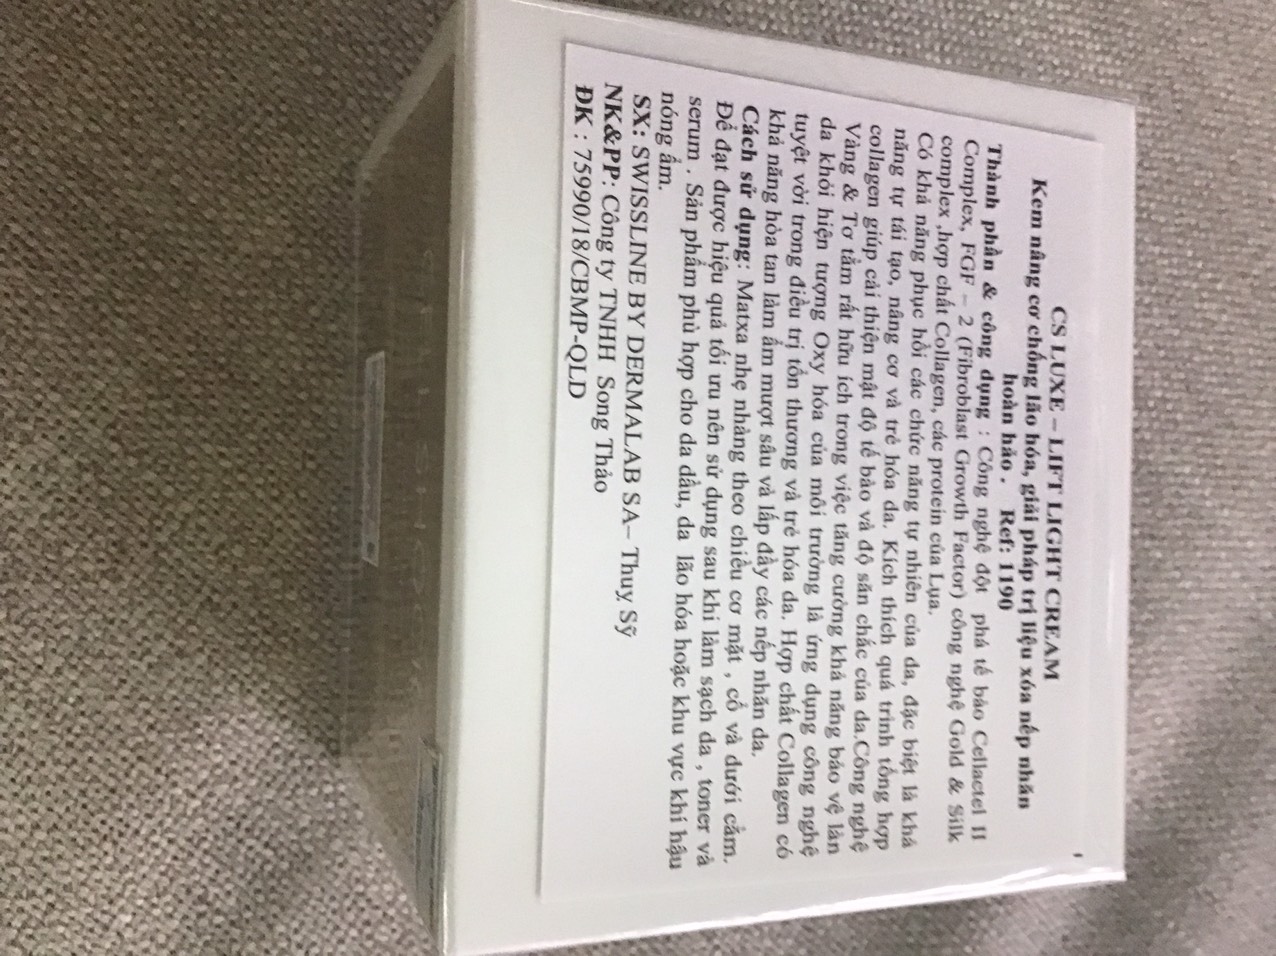 CS LUXE – LIFT LIGHT CREAM
Kem nâng cơ chống lão hóa, giải pháp trị liệu xóa nếp nhăn
hoàn hảo . Ref: 1190
Thành phần & công dụng : Công nghệ đột phá tế bào Cellactel II
Complex, FGF – 2 (Fibroblast Growth Factor) công nghệ Gold & Silk
complex ,hợp chất Collagen, các protein của Lụa.
Có khả năng phục hồi các chức năng tự nhiên của da, đặc biệt là khả
năng tự tái tạo, nâng cơ và trẻ hóa da. Kích thích quá trình tổng hợp
collagen giúp cải thiện mật độ tế bào và độ săn chắc của da.Công nghệ
Vàng & Tơ tằm rất hữu ích trong việc tăng cường khả năng bảo vệ làn
da khỏi hiện tượng Oxy hóa của môi trường là ứng dụng công nghệ
tuyệt vời trong điều trị tổn thương và trẻ hóa da. Hợp chất Collagen có
khả năng hòa tan làm ẩm mượt sâu và lấp đầy các nếp nhăn da.
Cách sử dụng: Matxa nhẹ nhàng theo chiều cơ mặt , cổ và dưới cằm.
Để đạt được hiệu quả tối ưu nên sử dụng sau khi làm sạch da , toner và
serum . Sản phẩm phù hợp cho da dầu, da lão hóa hoặc khu vực khí hậu
nóng ẩm.
SX: SWISSLINE BY DERMALAB SA– Thuỵ Sỹ
NK&PP: Công ty TNHH Song Thảo
ĐK : 75990/18/CBMP-QLD